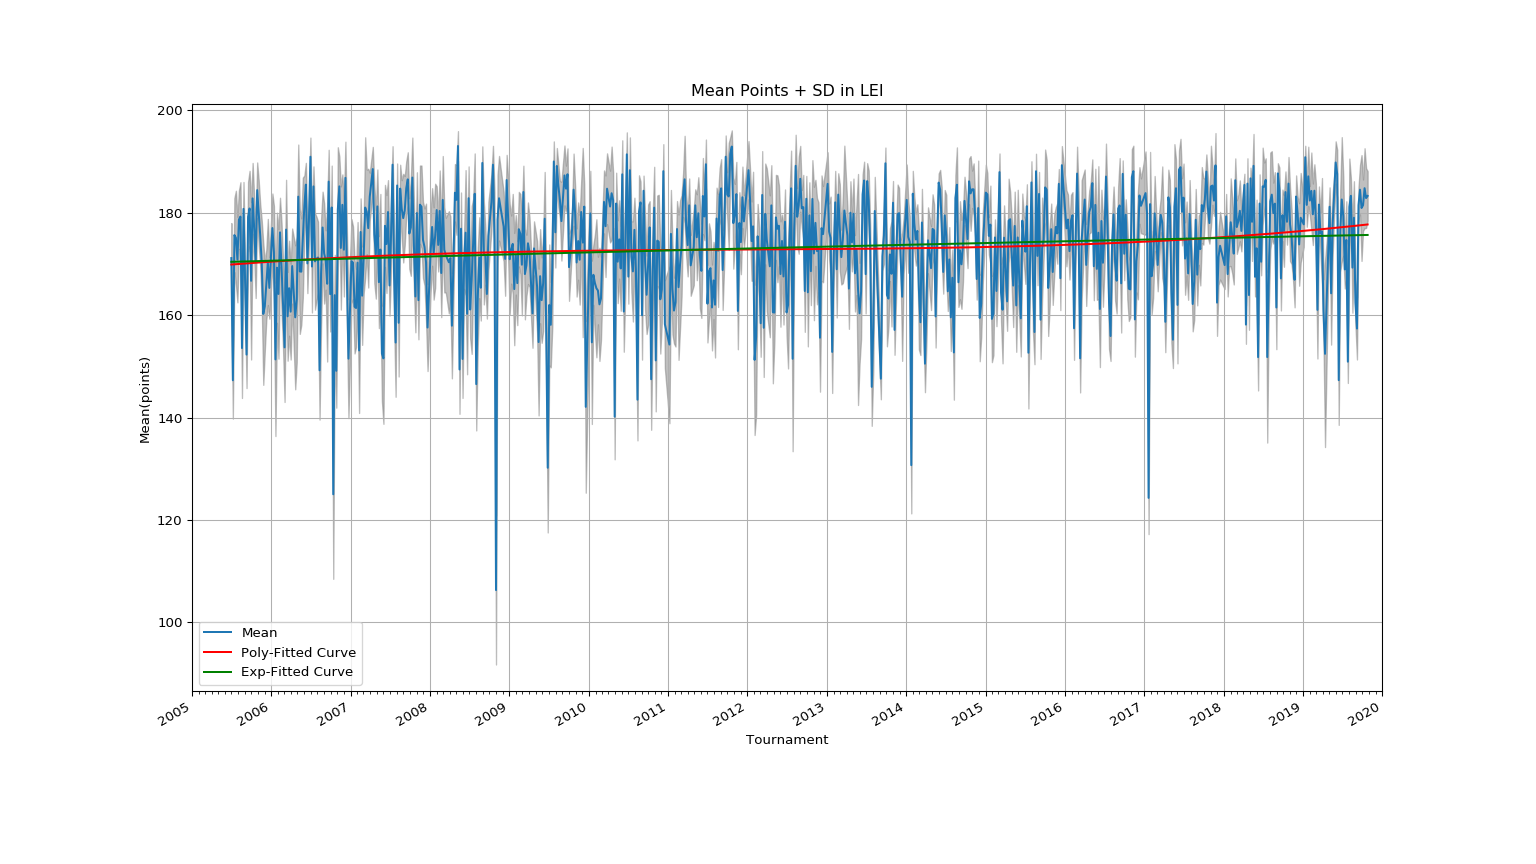 Mean Points + SD in LEI
200
180
160
140
120
100
Mean(points)
Mean
Poly-Fitted Curve
Exp-Fitted Curve
2005 2006 2007 2008 2009 2010 2011 2012 2013 2014 2015 2016 2017 2018 2019 2020
Tournament